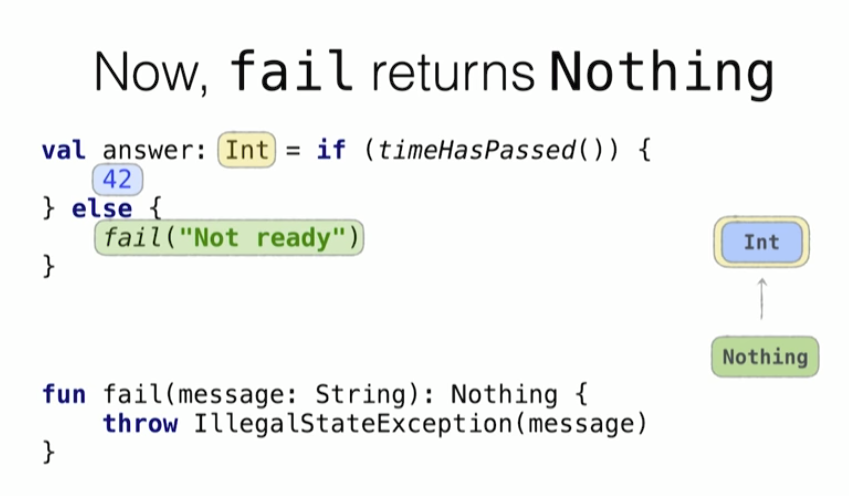 Now, fail returns Nothing
val answer: Int = if (timeHasPassed()) {
42
} else {
fail("Not ready")
}
Int
Nothing
fun fail(message: String): Nothing {
throw IllegalStateException(message)
}